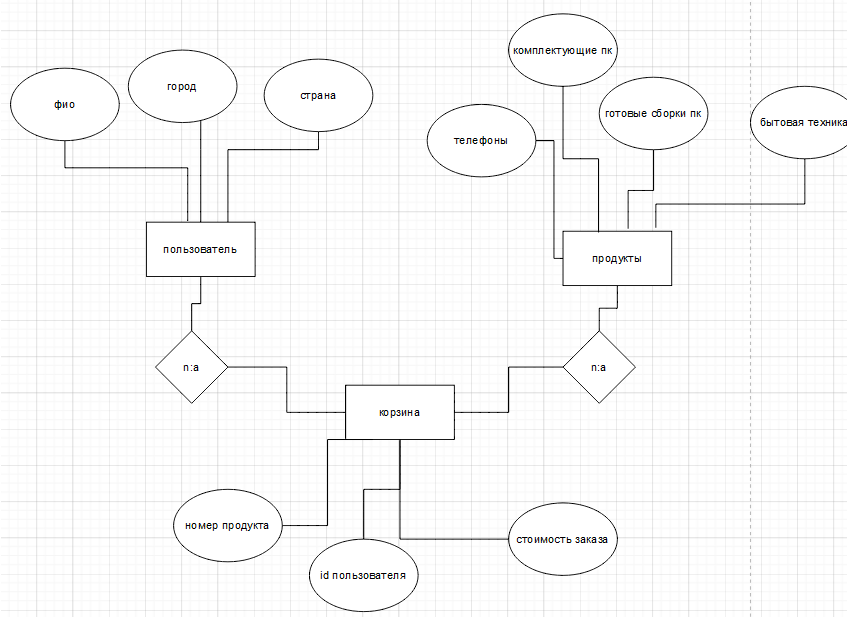 комплектующие пк
город
страна
фио
готовые сборки пк
бытовая техника
телефоны
пользователь
продукты
n:a
n:a
корзина
номер продукта
стоимость заказа
id пользователя